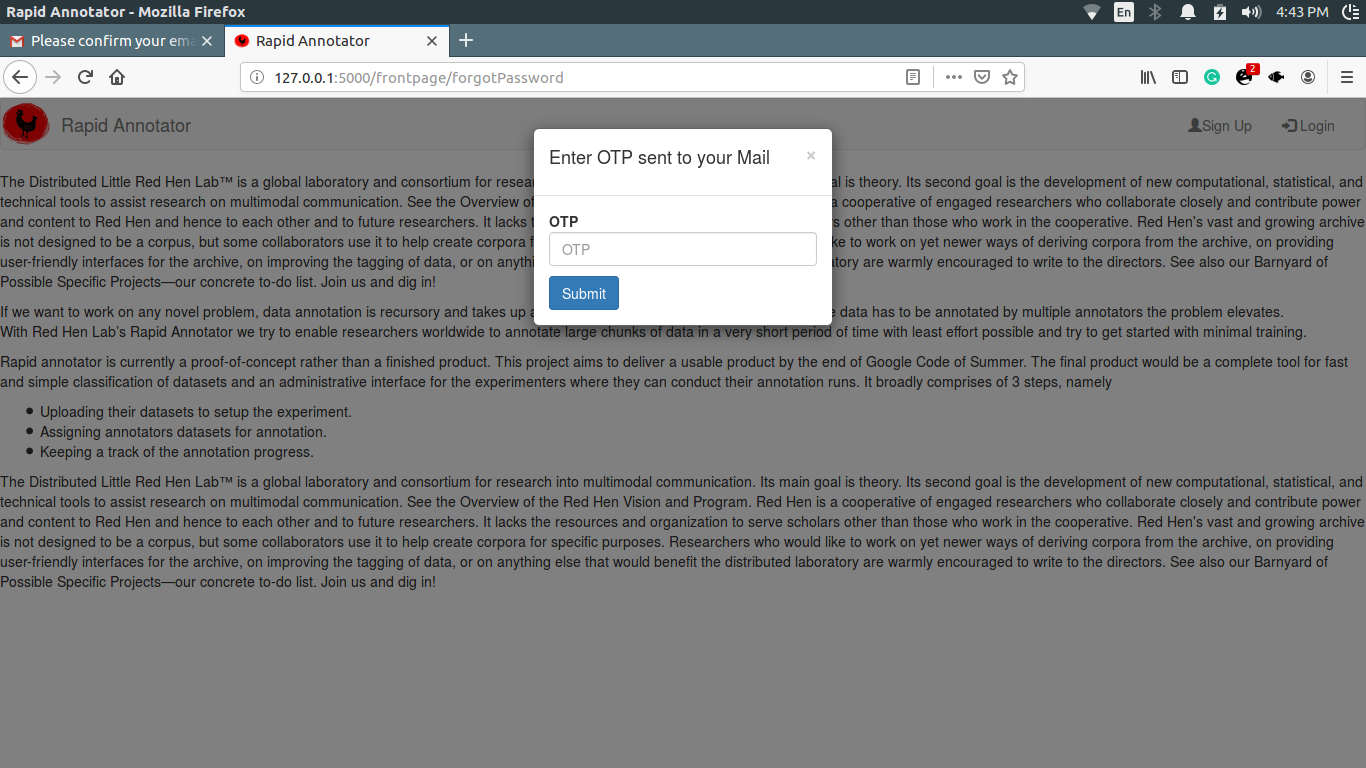 Rapid Annotator - Mozilla Firefox
En
4:43 PM
Please confirm your ema
Rapid Annotator
127.0.0.1:5000/frontpage/forgotPassword
2
Rapid Annotator
Sign Up
Login
Enter OTP sent to your Mail
×
OTP
OTP
Submit
The Distributed Little Red Hen Lab™ is a global laboratory and consortium for resear al is theory. Its second goal is the development of new computational, statistical, and
technical tools to assist research on multimodal communication. See the Overview of a cooperative of engaged researchers who collaborate closely and contribute power
and content to Red Hen and hence to each other and to future researchers. It lacks t s other than those who work in the cooperative. Red Hen's vast and growing archive
is not designed to be a corpus, but some collaborators use it to help create corpora f ke to work on yet newer ways of deriving corpora from the archive, on providing
user-friendly interfaces for the archive, on improving the tagging of data, or on anythi atory are warmly encouraged to write to the directors. See also our Barnyard of
Possible Specific Projects—our concrete to-do list. Join us and dig in!
If we want to work on any novel problem, data annotation is recursory and takes up a e data has to be annotated by multiple annotators the problem elevates.
With Red Hen Lab's Rapid Annotator we try to enable researchers worldwide to annotate large chunks of data in a very short period of time with least effort possible and try to get started with minimal training.
Rapid annotator is currently a proof-of-concept rather than a finished product. This project aims to deliver a usable product by the end of Google Code of Summer. The final product would be a complete tool for fast
and simple classification of datasets and an administrative interface for the experimenters where they can conduct their annotation runs. It broadly comprises of 3 steps, namely
● Uploading their datasets to setup the experiment.
● Assigning annotators datasets for annotation.
● Keeping a track of the annotation progress.
The Distributed Little Red Hen Lab™ is a global laboratory and consortium for research into multimodal communication. Its main goal is theory. Its second goal is the development of new computational, statistical, and
technical tools to assist research on multimodal communication. See the Overview of the Red Hen Vision and Program. Red Hen is a cooperative of engaged researchers who collaborate closely and contribute power
and content to Red Hen and hence to each other and to future researchers. It lacks the resources and organization to serve scholars other than those who work in the cooperative. Red Hen's vast and growing archive
is not designed to be a corpus, but some collaborators use it to help create corpora for specific purposes. Researchers who would like to work on yet newer ways of deriving corpora from the archive, on providing
user-friendly interfaces for the archive, on improving the tagging of data, or on anything else that would benefit the distributed laboratory are warmly encouraged to write to the directors. See also our Barnyard of
Possible Specific Projects—our concrete to-do list. Join us and dig in!